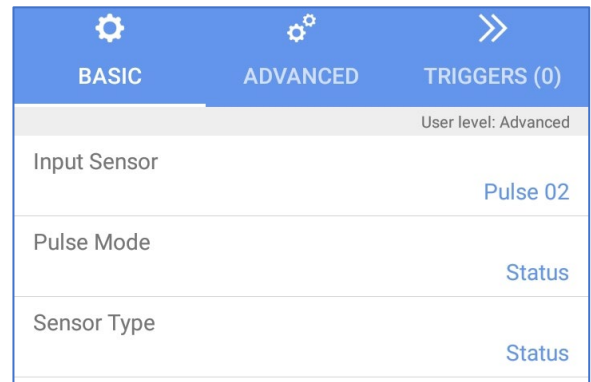 BASIC ADVANCED TRIGGERS (0)
User level: Advanced
Input Sensor
Pulse 02
Pulse Mode
Status
Sensor Type
Status